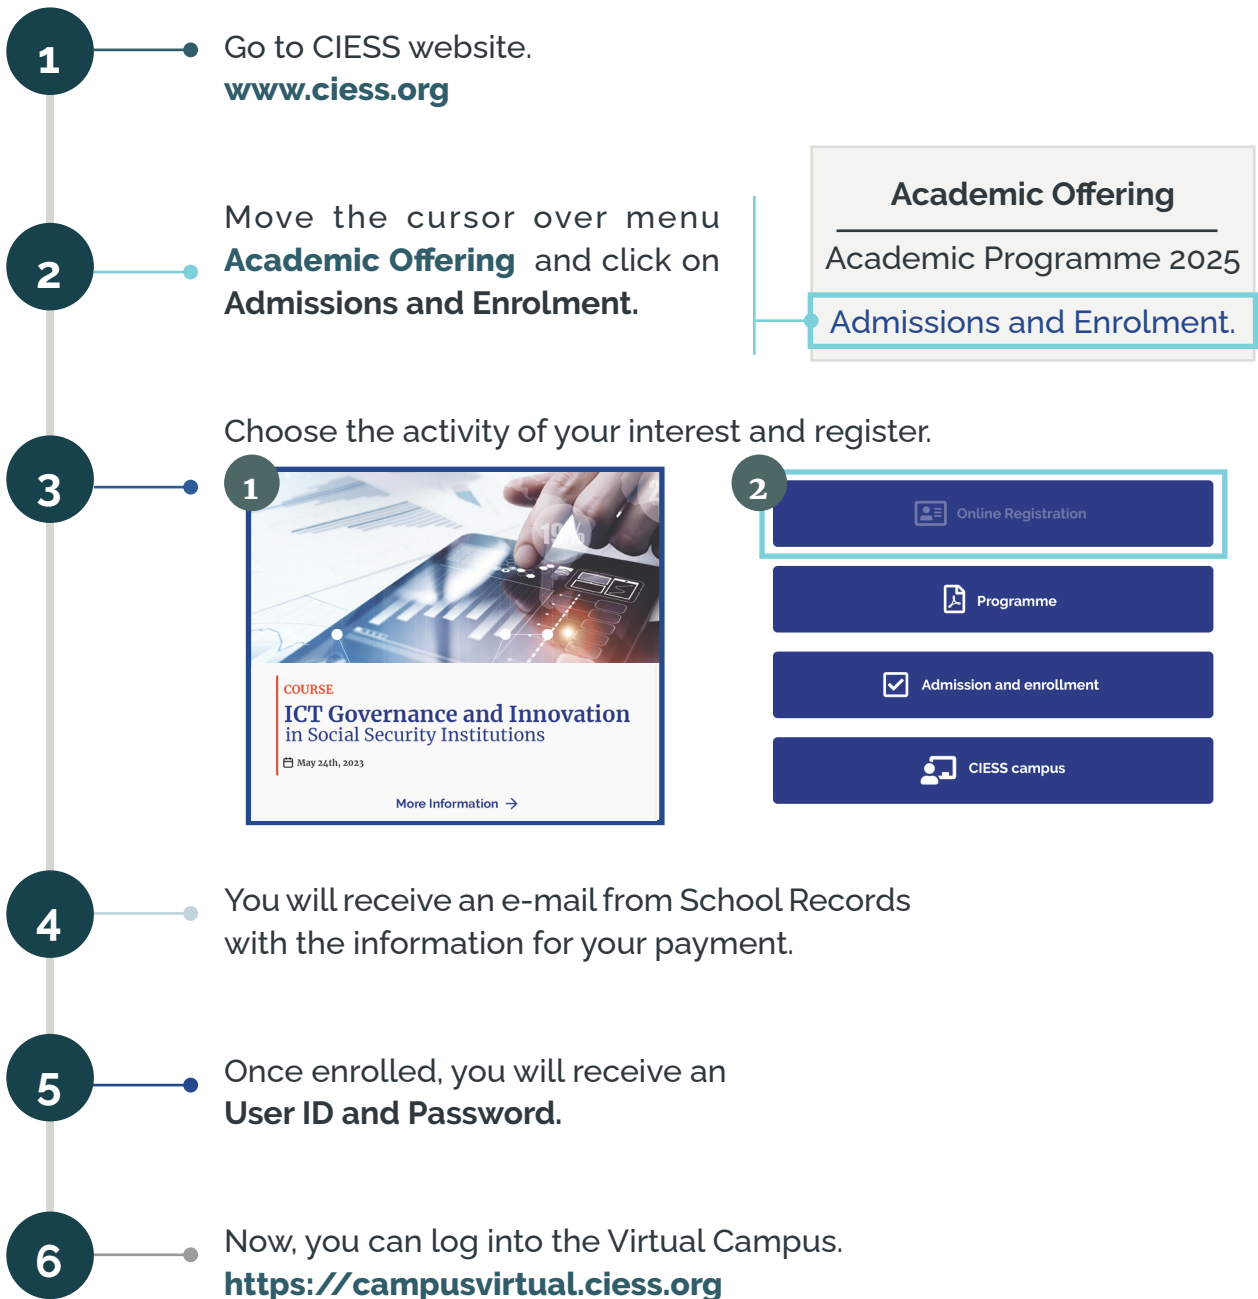 1
Go to CIESS website.
www.ciess.org
2
Move the cursor over menu
Academic Offering and click on
Admissions and Enrolment.
Academic Offering
Academic Programme 2025
Admissions and Enrolment.
3
Choose the activity of your interest and register.
1
19%
COURSE
ICT Governance and Innovation
in Social Security Institutions
May 24th, 2023
More Information →
2
Online Registration
Programme
Admission and enrollment
CIESS campus
4
You will receive an e-mail from School Records
with the information for your payment.
5
Once enrolled, you will receive an
User ID and Password.
6
Now, you can log into the Virtual Campus.
https://campusvirtual.ciess.org